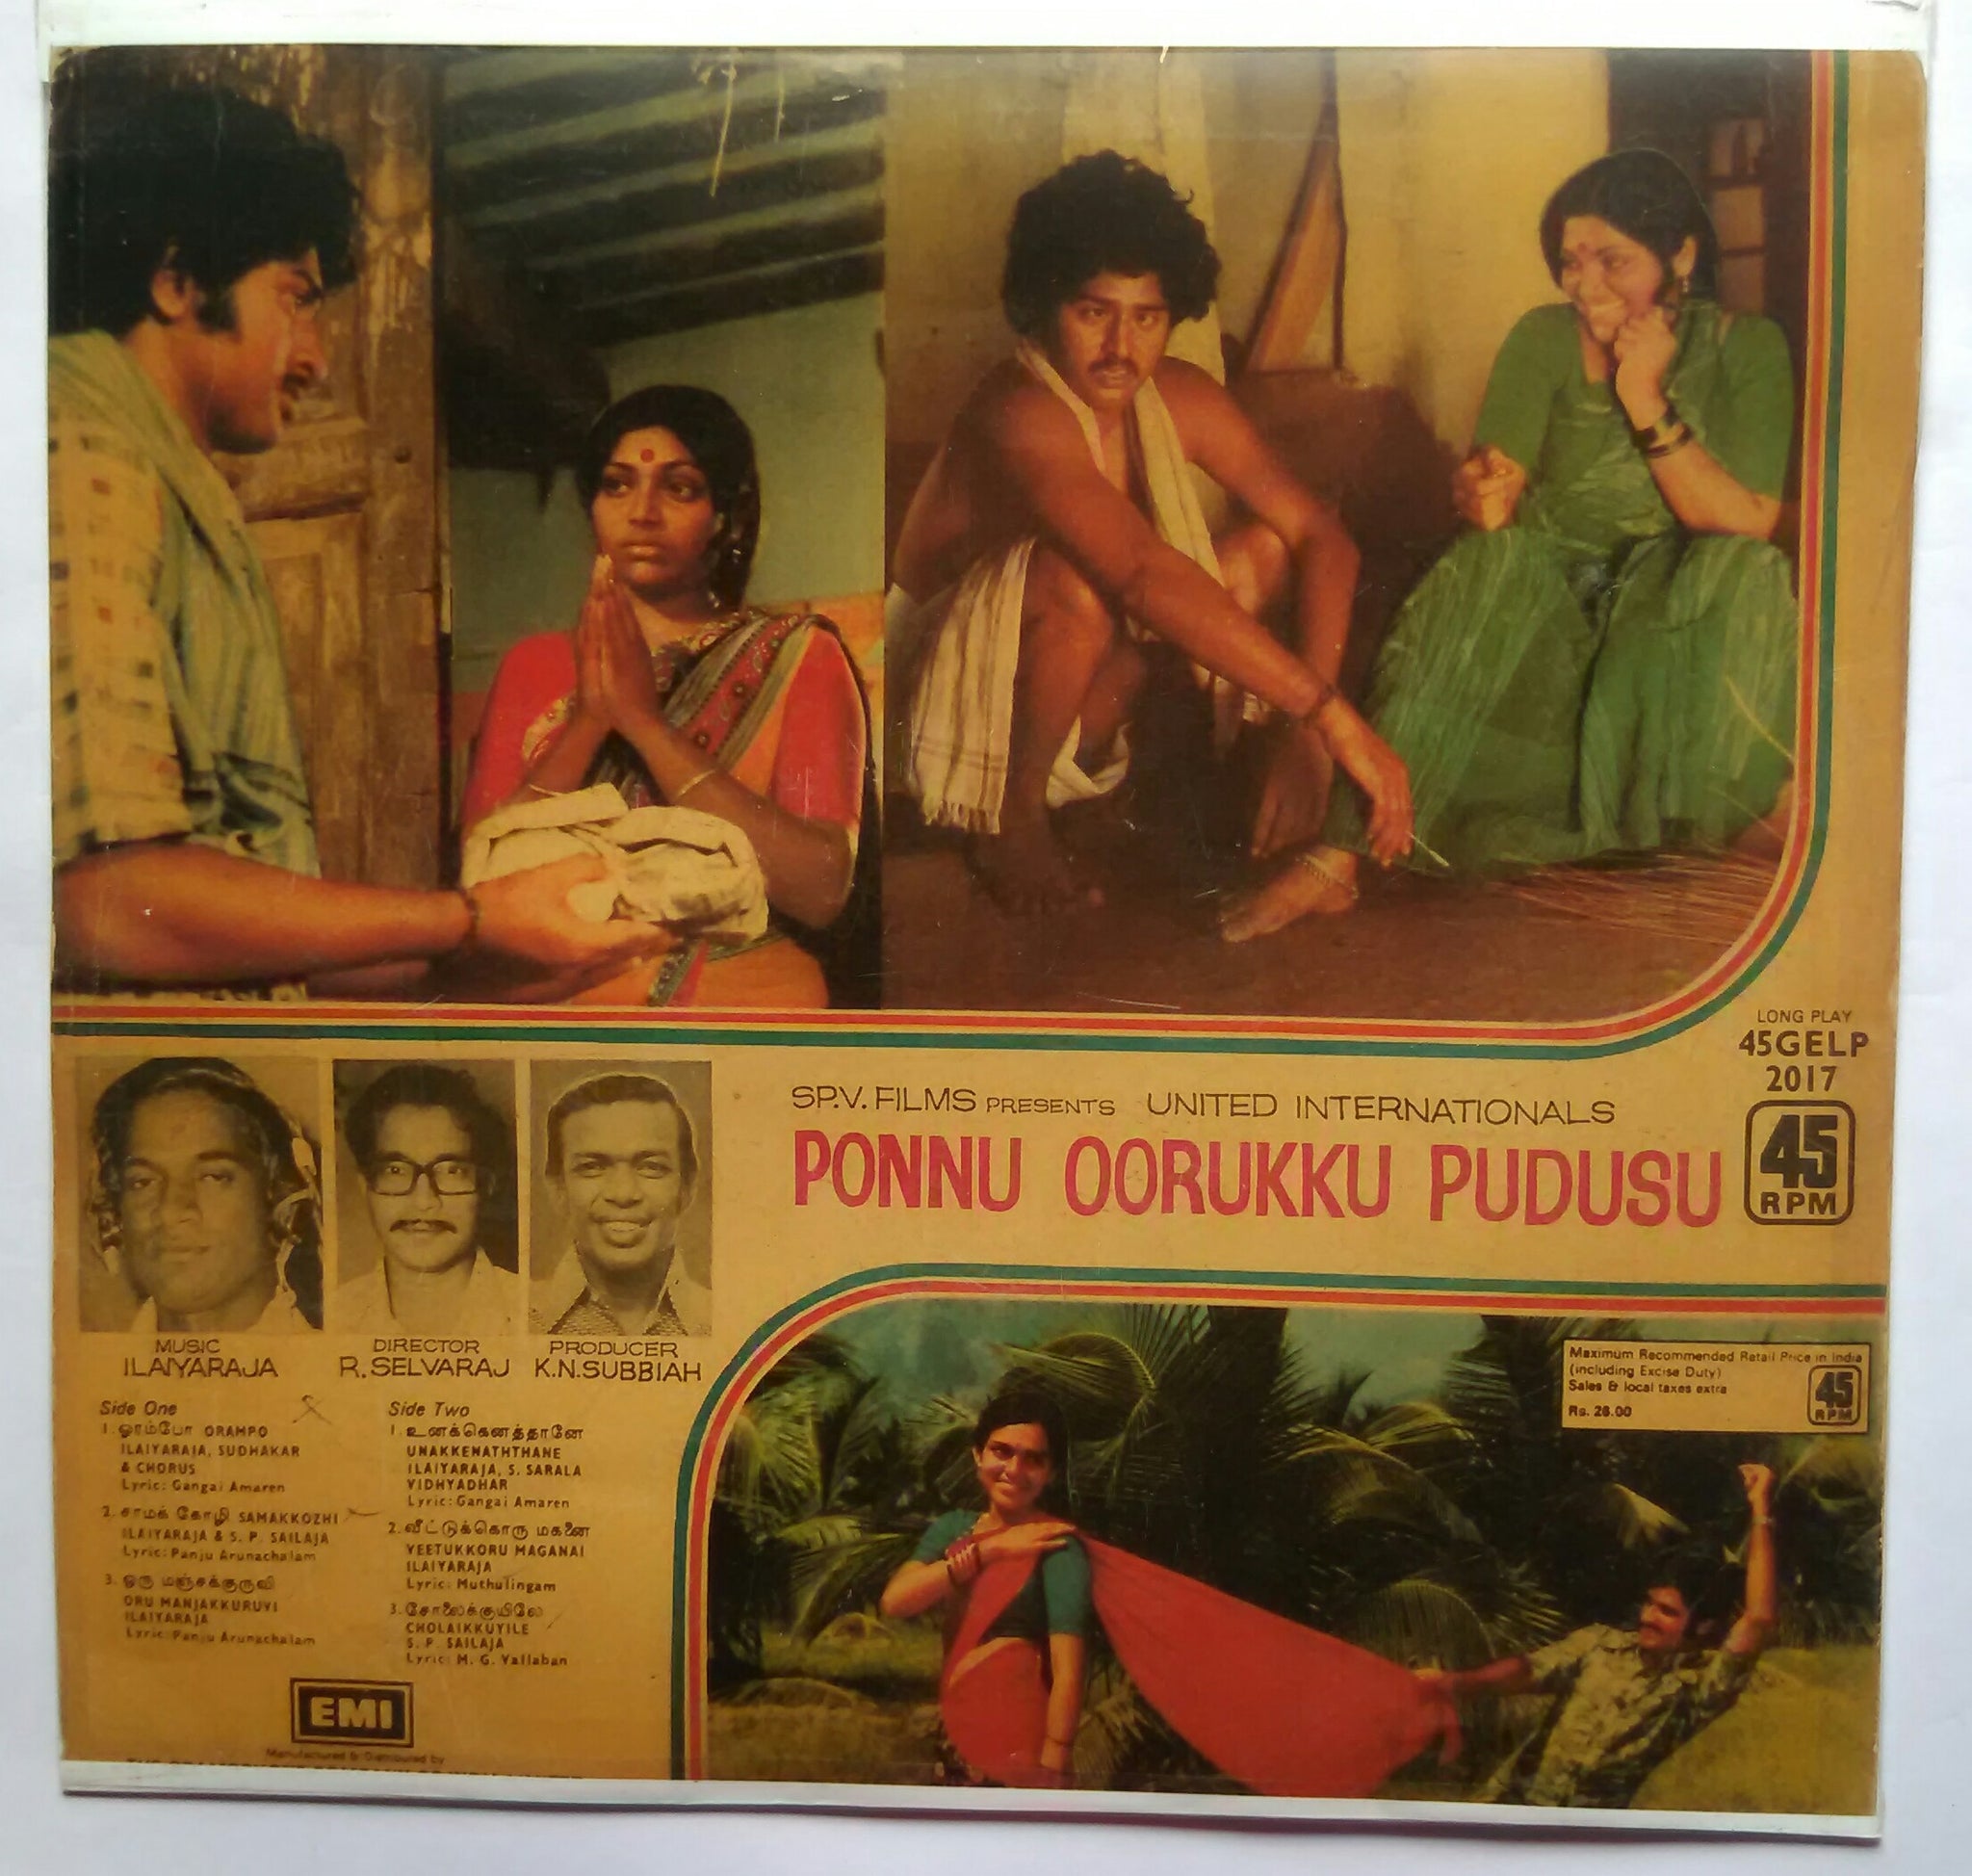 LONG PLAY
45GELP
2017
45
RPM
SP.V. FILMS PRESENTS UNITED INTERNATIONALS
PONNU OORUKKU PUDUSU
MUSIC
ILAIYARAJA
DIRECTOR
R. SELVARAJ
PRODUCER
K.N. SUBBIAH
Side One
1. ஓரம்போ ORAMPO
ILAIYARAJA, SUDHAKAR
& CHORUS
Lyric: Gangai Amaren
2. சாமக் கோழி SAMAKKOZHI
ILAIYARAJA & S. P. SAILAJA
Lyric: Panju Arunachalam
3. ஒரு மஞ்சக்குருவி
ORU MANJAKKURUVI
ILAIYARAJA
Lyric: Panju Arunachalam
Side Two
1. உனக்கெனத்தானே
UNAKKENATHTHANE
ILAIYARAJA, S. SARALA
VIDHYADHAR
Lyric: Gangai Amaren
2. வீட்டுக்கொரு மகனை
VEETUKKORU MAGANAI
ILAIYARAJA
Lyric: Muthulingam
3. சோலைக்குயிலே
CHOLAIKKUYILE
S. P. SAILAJA
Lyric: M. G. Vallaban
EMI
Manufactured & Distributed by
Maximum Recommended Retail Price in India
(including Excise Duty)
Sales & local taxes extra
Rs. 26.00
45
RPM